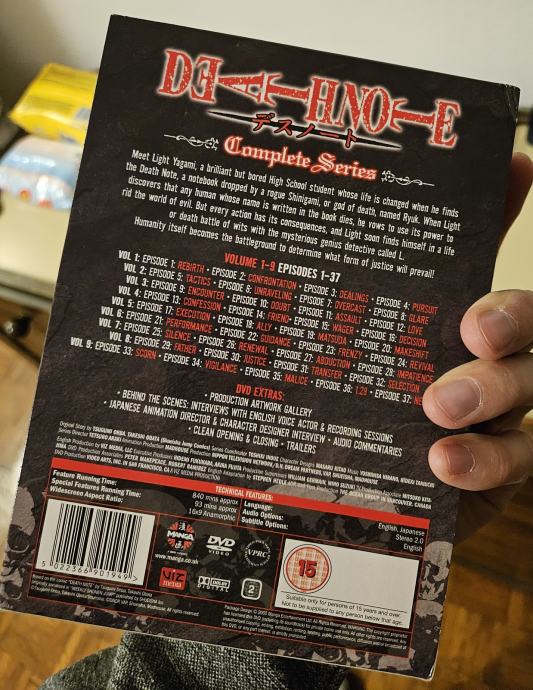 DEATHNOTE
デスノート
Complete Series
Meet Light Yagami, a brilliant but bored High School student whose life is changed when he finds
the Death Note, a notebook dropped by a rogue Shinigami, or god of death, named Ryuk. When Light
discovers that any human whose name is written in the book dies, he vows to use its power to
rid the world of evil. But every action has its consequences, and Light soon finds himself in a life
or death battle of wits with the mysterious genius detective called L.
Humanity itself becomes the battleground to determine what form of justice will prevail!
VOLUME 1-9 EPISODES 1-37
VOL 1: EPISODE 1: REBIRTH • EPISODE 2: CONFRONTATION • EPISODE 3: DEALINGS • EPISODE 4: PURSUIT
VOL 2: EPISODE 5: TACTICS • EPISODE 6: UNRAVELING • EPISODE 7: OVERCAST • EPISODE 8: GLARE
VOL 3: EPISODE 9: ENCOUNTER • EPISODE 10: DOUBT • EPISODE 11: ASSAULT • EPISODE 12: LOVE
VOL 4: EPISODE 13: CONFESSION • EPISODE 14: FRIEND • EPISODE 15: WAGER • EPISODE 16: DECISION
VOL 5: EPISODE 17: EXECUTION • EPISODE 18: ALLY • EPISODE 19: MATSUDA • EPISODE 20: MAKESHIFT
VOL 6: EPISODE 21: PERFORMANCE • EPISODE 22: GUIDANCE • EPISODE 23: FRENZY • EPISODE 24: REVIVAL
VOL 7: EPISODE 25: SILENCE • EPISODE 26: RENEWAL • EPISODE 27: ABDUCTION • EPISODE 28: IMPATIENCE
VOL 8: EPISODE 29: FATHER • EPISODE 30: JUSTICE • EPISODE 31: TRANSFER • EPISODE 32: SELECTION
VOL 9: EPISODE 33: SCORN • EPISODE 34: VIGILANCE • EPISODE 35: MALICE • EPISODE 36: 1.28 • EPISODE 37: NE
DVD EXTRAS:
• PRODUCTION ARTWORK GALLERY
• BEHIND THE SCENES: INTERVIEWS WITH ENGLISH VOICE ACTOR & RECORDING SESSIONS
• JAPANESE ANIMATION DIRECTOR & CHARACTER DESIGNER INTERVIEW • AUDIO COMMENTARIES
• CLEAN OPENING & CLOSING • TRAILERS
TECHNICAL FEATURES:
Feature Running Time: 840 mins approx
Special Features Running Time: 93 mins approx
Widescreen Aspect Ratio: 16x9 Anamorphic
Language: English, Japanese
Audio Options: Stereo 2.0
Subtitle Options: English
5 022366 901949
MANGA
www.manga.co.uk
VIZ
media
DVD
VIDEO
DOLBY
DIGITAL
VPRC
2
15
Suitable only for persons of 15 years and over.
Not to be supplied to any person below that age.